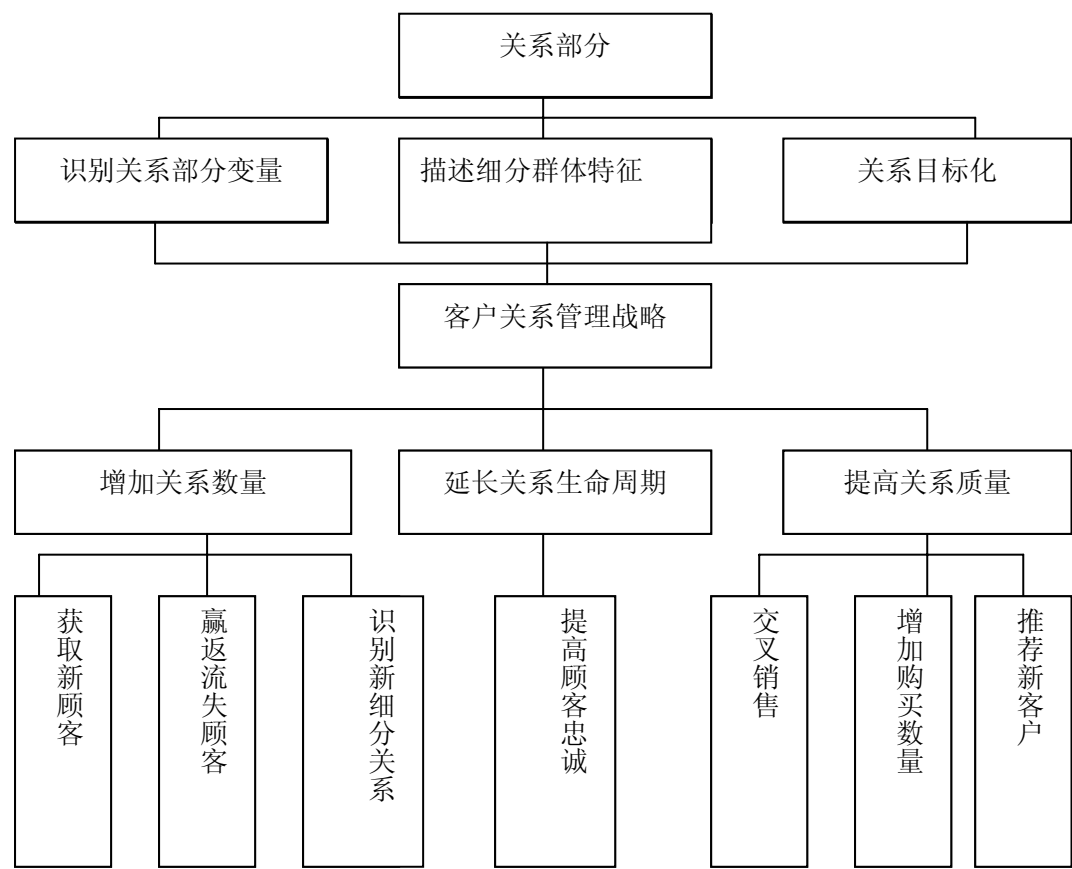 关系部分
识别关系部分变量
描述细分群体特征
关系目标化
客户关系管理战略
增加关系数量
延长关系生命周期
提高关系质量
获取新顾客
赢返流失顾客
识别新细分关系
提高顾客忠诚
交叉销售
增加购买数量
推荐新客户